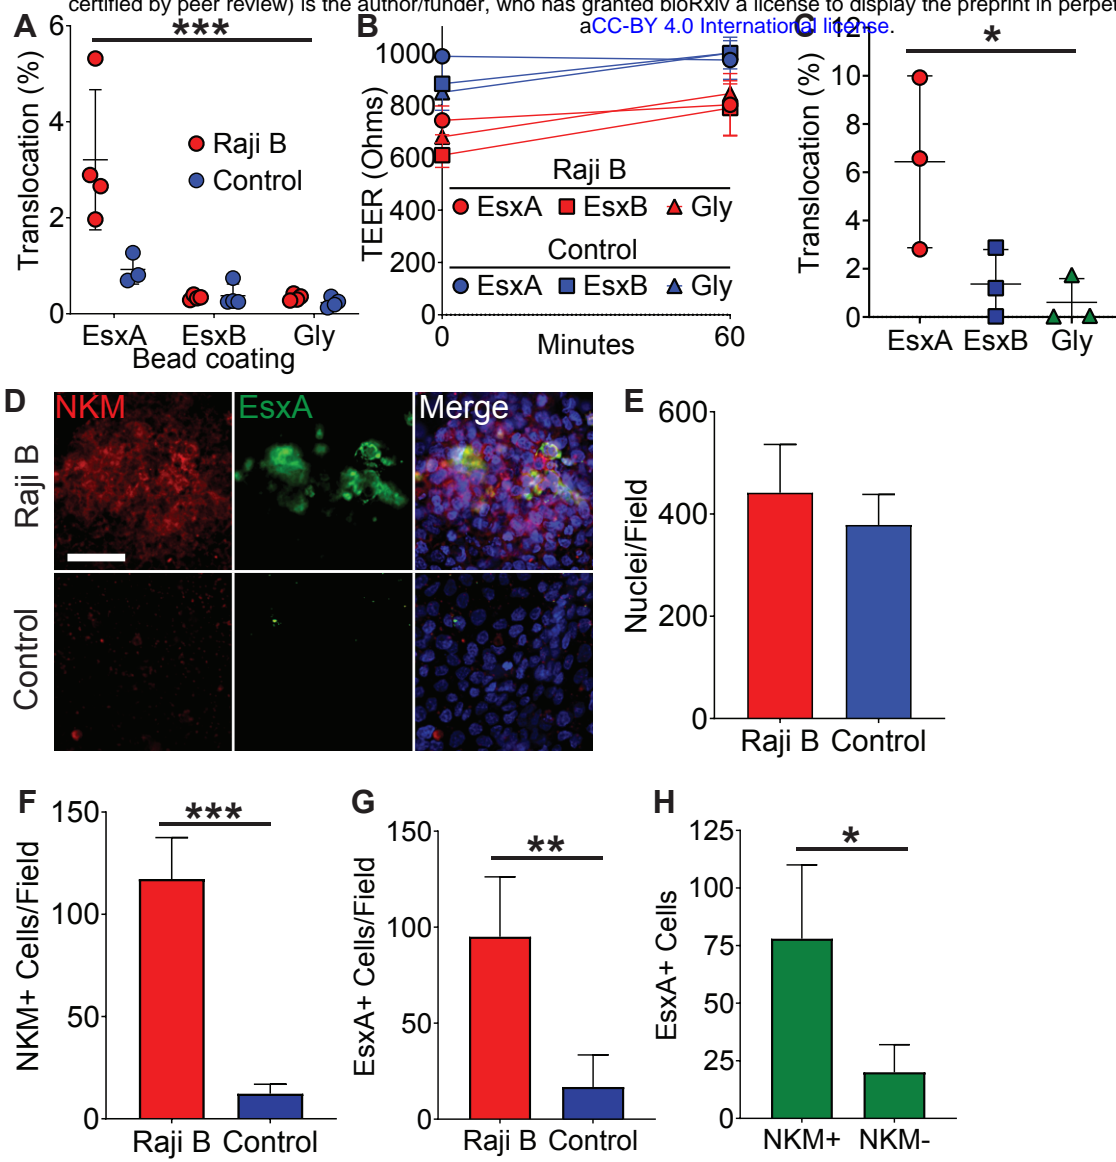 certified by peer review) is the author/funder, who has granted bioRxiv a license to display the preprint in perpet
aCC-BY 4.0 International license.
A
Translocation (%)
6
4
2
0
***
Raji B
Control
EsxA EsxB Gly
Bead coating
B
TEER (Ohms)
1000
800
600
400
200
0
Raji B
EsxA EsxB Gly
Control
EsxA EsxB Gly
0 60
Minutes
C
Translocation (%)
12
10
8
6
4
2
0
*
EsxA EsxB Gly
D
NKM EsxA Merge
Raji B
Control
E
Nuclei/Field
600
400
200
0
Raji B Control
F
NKM+ Cells/Field
150
100
50
0
***
Raji B Control
G
EsxA+ Cells/Field
150
100
50
0
**
Raji B Control
H
EsxA+ Cells
125
100
75
50
25
0
*
NKM+ NKM-